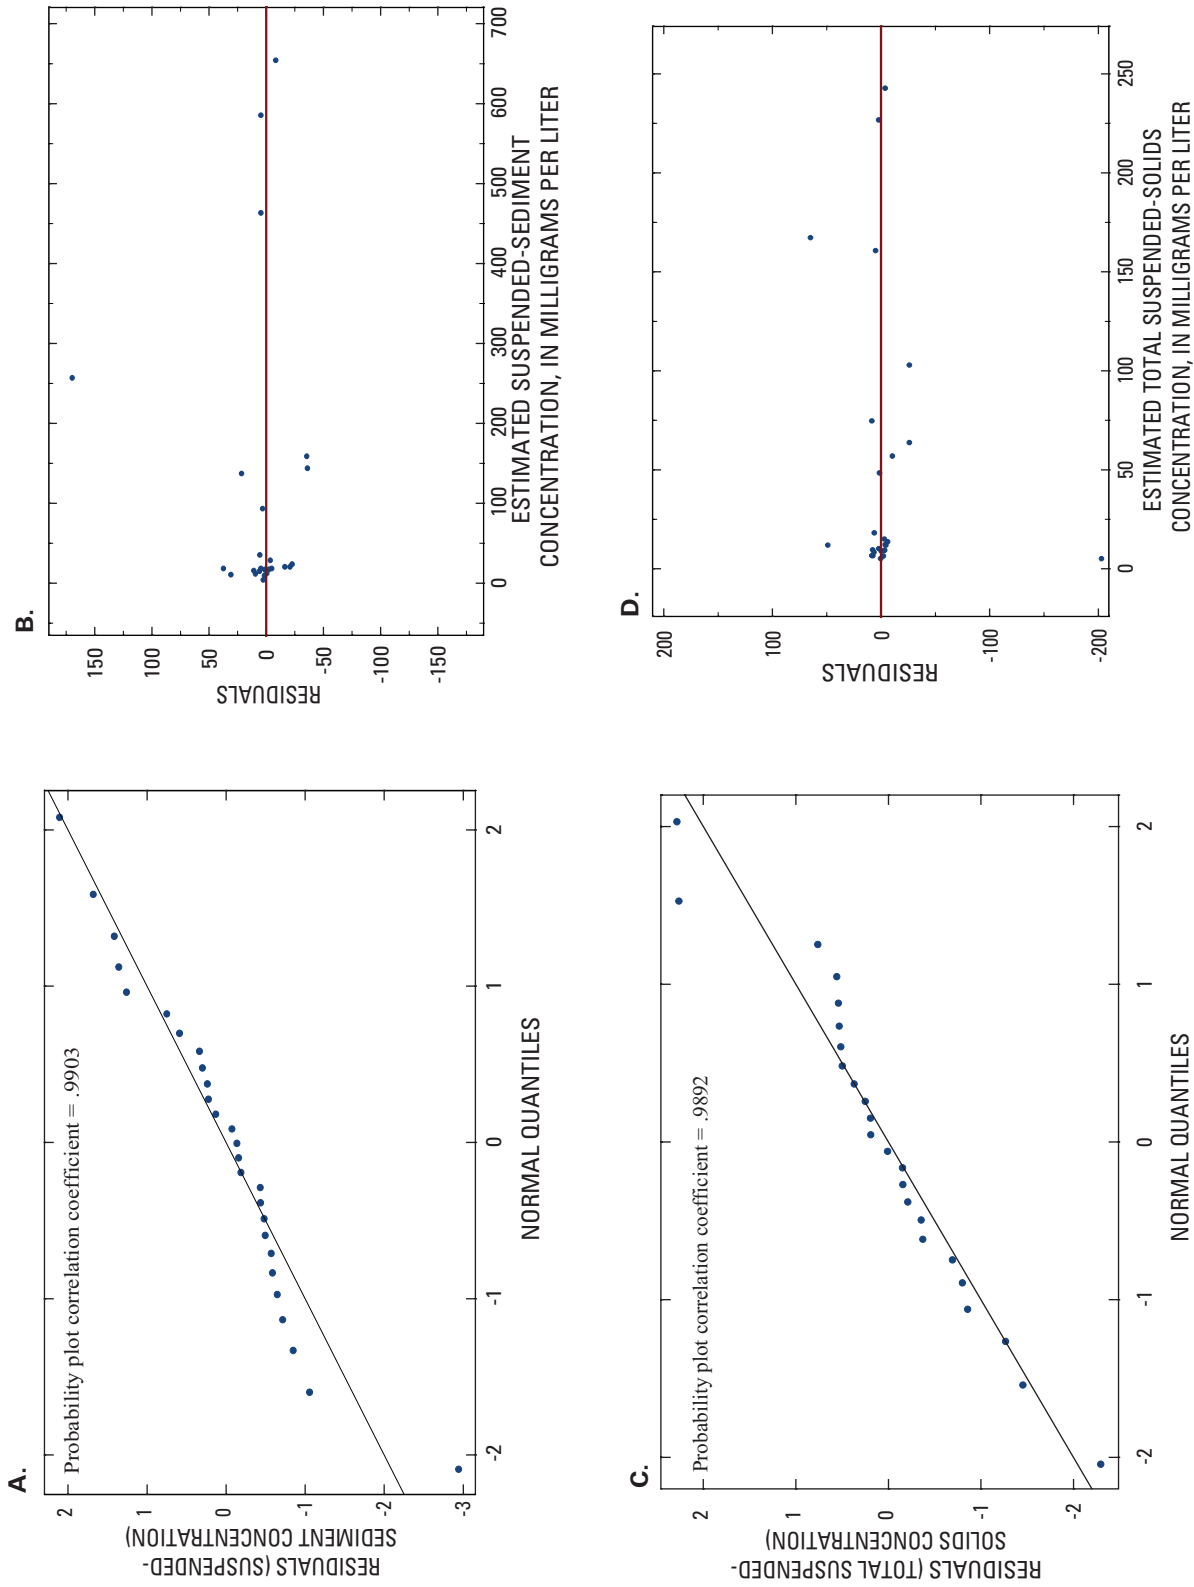 A.
Probability plot correlation coefficient = .9903
2
1
0
-1
-2
-3
RESIDUALS (SUSPENDED-
SEDIMENT CONCENTRATION)
-2
-1
0
1
2
NORMAL QUANTILES
B.
150
100
50
0
-50
-100
-150
RESIDUALS
0
100
200
300
400
500
600
700
ESTIMATED SUSPENDED-SEDIMENT
CONCENTRATION, IN MILLIGRAMS PER LITER
C.
Probability plot correlation coefficient = .9892
2
1
0
-1
-2
RESIDUALS (TOTAL SUSPENDED-
SOLIDS CONCENTRATION)
-2
-1
0
1
2
NORMAL QUANTILES
D.
200
100
0
-100
-200
RESIDUALS
0
50
100
150
200
250
ESTIMATED TOTAL SUSPENDED-SOLIDS
CONCENTRATION, IN MILLIGRAMS PER LITER